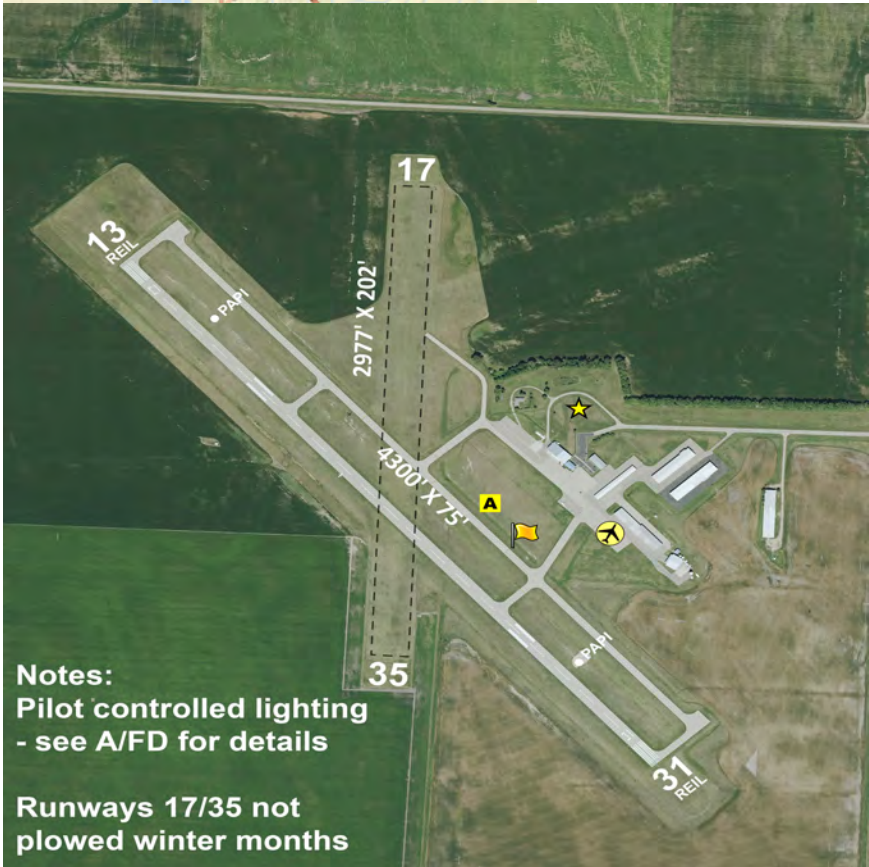 17
13
REIL
PAPI
2977' X 202'
4300' X 75'
A
PAPI
35
31
REIL
Notes:
Pilot controlled lighting
- see A/FD for details
Runways 17/35 not
plowed winter months